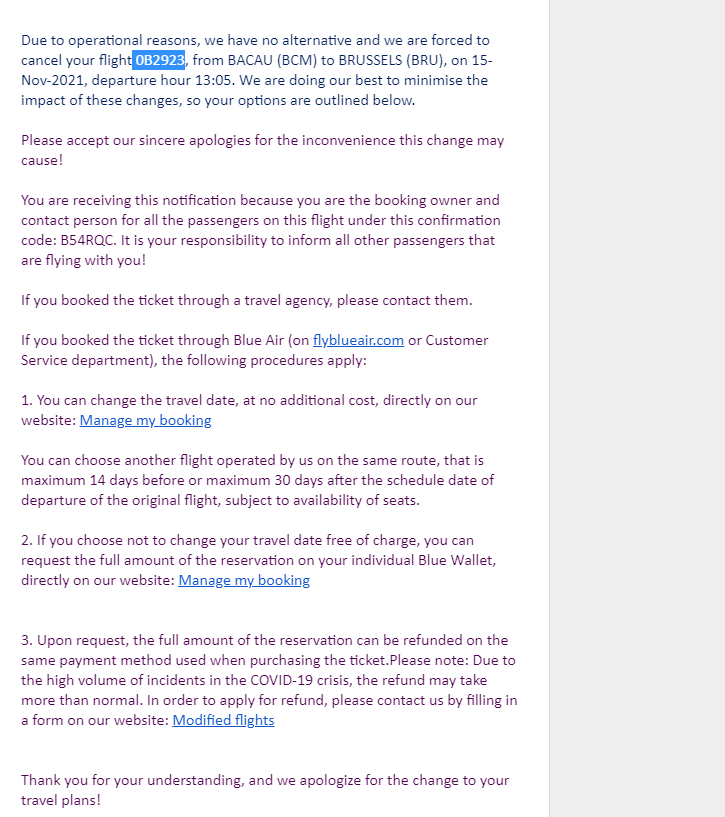 Due to operational reasons, we have no alternative and we are forced to
cancel your flight 0B2923, from BACAU (BCM) to BRUSSELS (BRU), on 15-
Nov-2021, departure hour 13:05. We are doing our best to minimise the
impact of these changes, so your options are outlined below.
Please accept our sincere apologies for the inconvenience this change may
cause!
You are receiving this notification because you are the booking owner and
contact person for all the passengers on this flight under this confirmation
code: B54RQC. It is your responsibility to inform all other passengers that
are flying with you!
If you booked the ticket through a travel agency, please contact them.
If you booked the ticket through Blue Air (on flyblueair.com or Customer
Service department), the following procedures apply:
1. You can change the travel date, at no additional cost, directly on our
website: Manage my booking
You can choose another flight operated by us on the same route, that is
maximum 14 days before or maximum 30 days after the schedule date of
departure of the original flight, subject to availability of seats.
2. If you choose not to change your travel date free of charge, you can
request the full amount of the reservation on your individual Blue Wallet,
directly on our website: Manage my booking
3. Upon request, the full amount of the reservation can be refunded on the
same payment method used when purchasing the ticket.Please note: Due to
the high volume of incidents in the COVID-19 crisis, the refund may take
more than normal. In order to apply for refund, please contact us by filling in
a form on our website: Modified flights
Thank you for your understanding, and we apologize for the change to your
travel plans!